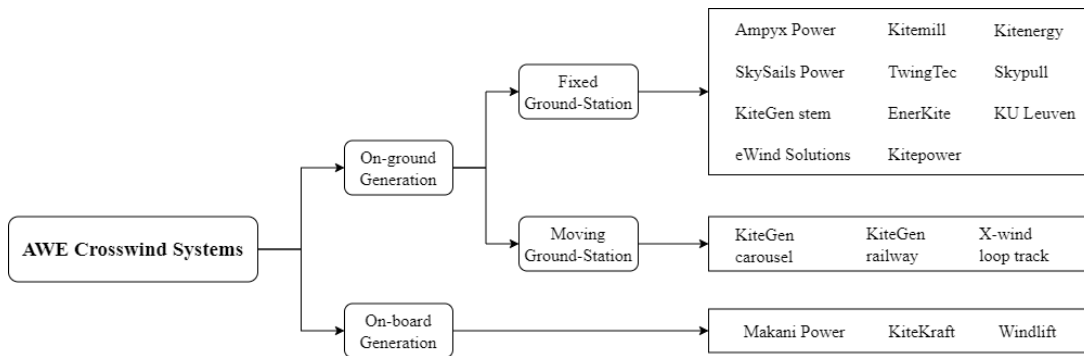 Ampyx Power Kitemill Kitenergy
SkySails Power TwingTec Skypull
KiteGen stem EnerKite KU Leuven
eWind Solutions Kitepower
Fixed
Ground-Station
On-ground
Generation
AWE Crosswind Systems
Moving
Ground-Station
KiteGen
carousel
KiteGen
railway
X-wind
loop track
On-board
Generation
Makani Power KiteKraft Windlift